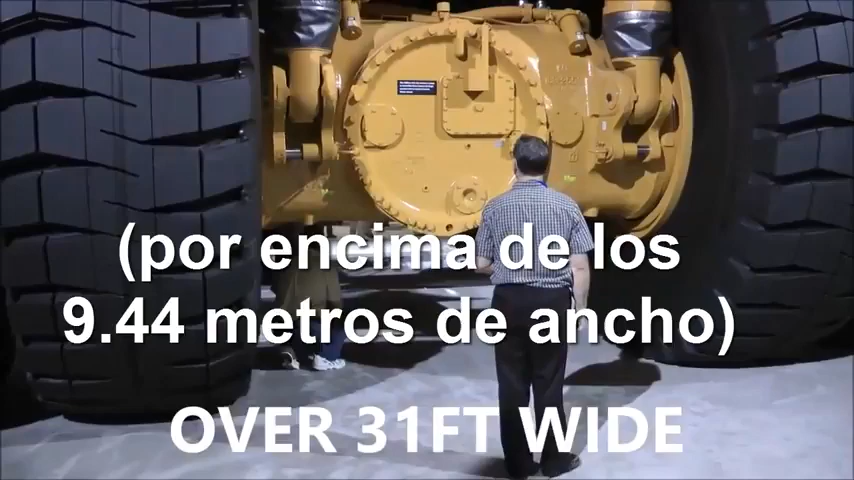 (por encima de los
9.44 metros de ancho)
OVER 31FT WIDE